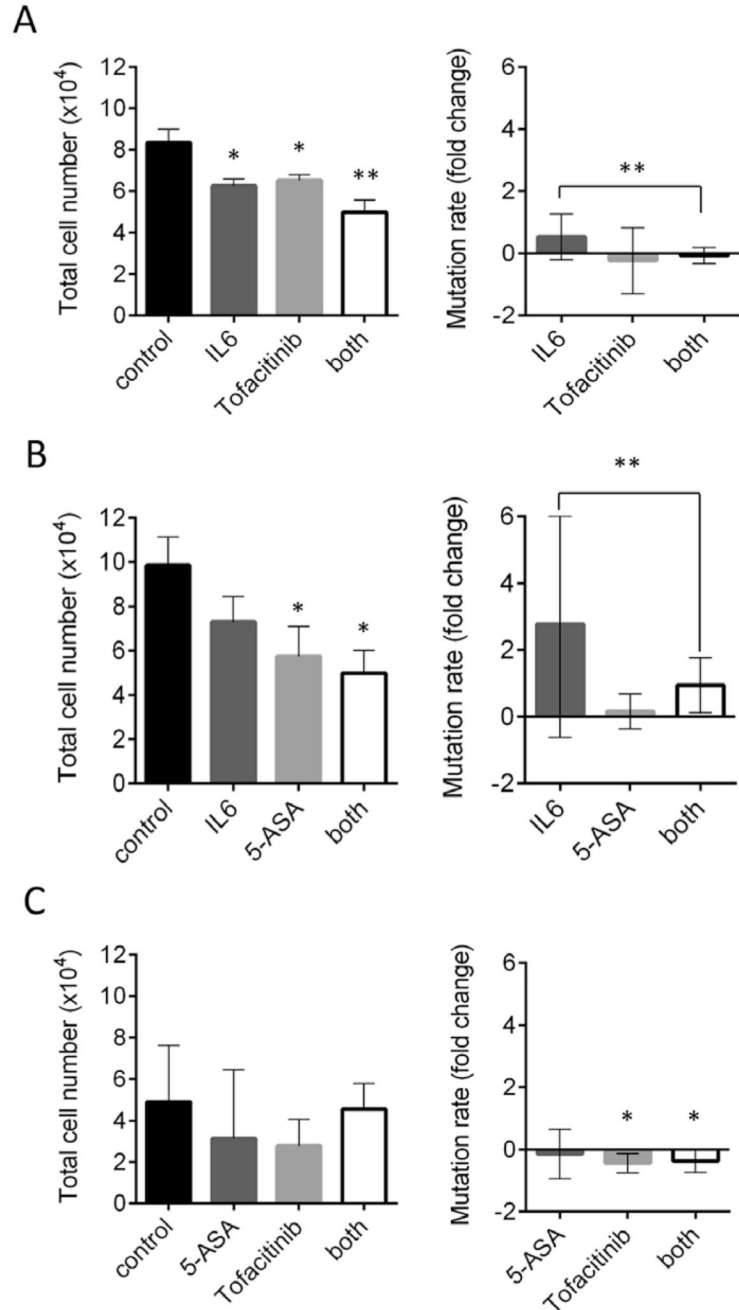 A
Total cell number (x10⁴)
12
10
8
6
4
2
0
*
*
**
control
IL6
Tofacitinib
both
Mutation rate (fold change)
6
4
2
0
-2
**
IL6
Tofacitinib
both
B
Total cell number (x10⁴)
12
10
8
6
4
2
0
*
*
control
IL6
5-ASA
both
Mutation rate (fold change)
6
4
2
0
-2
**
IL6
5-ASA
both
C
Total cell number (x10⁴)
12
10
8
6
4
2
0
control
5-ASA
Tofacitinib
both
Mutation rate (fold change)
6
4
2
0
-2
*
*
5-ASA
Tofacitinib
both